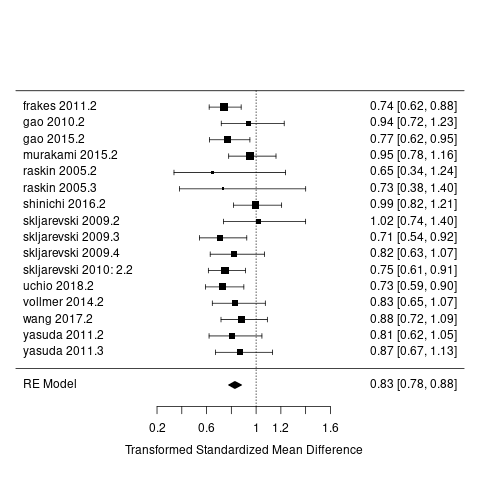 frakes 2011.2 0.74 [0.62, 0.88]
gao 2010.2 0.94 [0.72, 1.23]
gao 2015.2 0.77 [0.62, 0.95]
murakami 2015.2 0.95 [0.78, 1.16]
raskin 2005.2 0.65 [0.34, 1.24]
raskin 2005.3 0.73 [0.38, 1.40]
shinichi 2016.2 0.99 [0.82, 1.21]
skljarevski 2009.2 1.02 [0.74, 1.40]
skljarevski 2009.3 0.71 [0.54, 0.92]
skljarevski 2009.4 0.82 [0.63, 1.07]
skljarevski 2010: 2.2 0.75 [0.61, 0.91]
uchio 2018.2 0.73 [0.59, 0.90]
vollmer 2014.2 0.83 [0.65, 1.07]
wang 2017.2 0.88 [0.72, 1.09]
yasuda 2011.2 0.81 [0.62, 1.05]
yasuda 2011.3 0.87 [0.67, 1.13]
RE Model 0.83 [0.78, 0.88]
0.2 0.6 1 1.2 1.6
Transformed Standardized Mean Difference